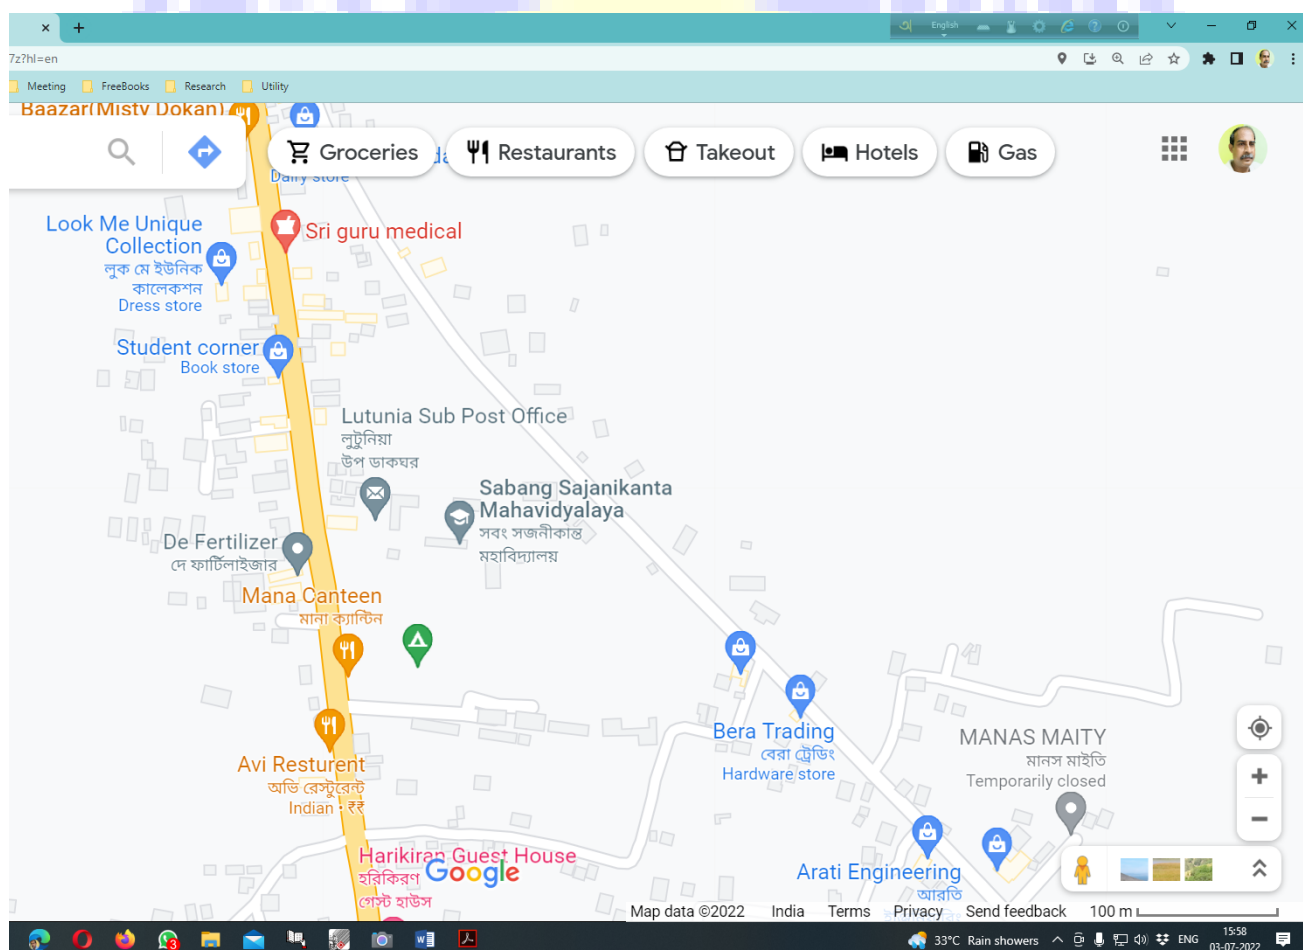 English
7z?hl=en
Meeting
FreeBooks
Research
Utility
Baazar(Misty Dokan)
Groceries
Restaurants
Takeout
Hotels
Gas
Dairy store
Look Me Unique
Collection
লুক মে ইউনিক
কালেকশন
Dress store
Sri guru medical
Student corner
Book store
Lutunia Sub Post Office
লুটুনিয়া
উপ ডাকঘর
Sabang Sajanikanta
Mahavidyalaya
সবং সজনীকান্ত
মহাবিদ্যালয়
De Fertilizer
দে ফার্টিলাইজার
Mana Canteen
মানা ক্যান্টিন
Avi Resturent
অভি রেস্টুরেন্ট
Indian · ₹₹
Bera Trading
বেরা ট্রেডিং
Hardware store
MANAS MAITY
মানস মাইতি
Temporarily closed
Harikiran Guest House
হরিকিরণ
গেস্ট হাউস
Google
Arati Engineering
আরতি
Map data ©2022 India Terms Privacy Send feedback 100 m
33°C Rain showers
ENG
15:58
03-07-2022